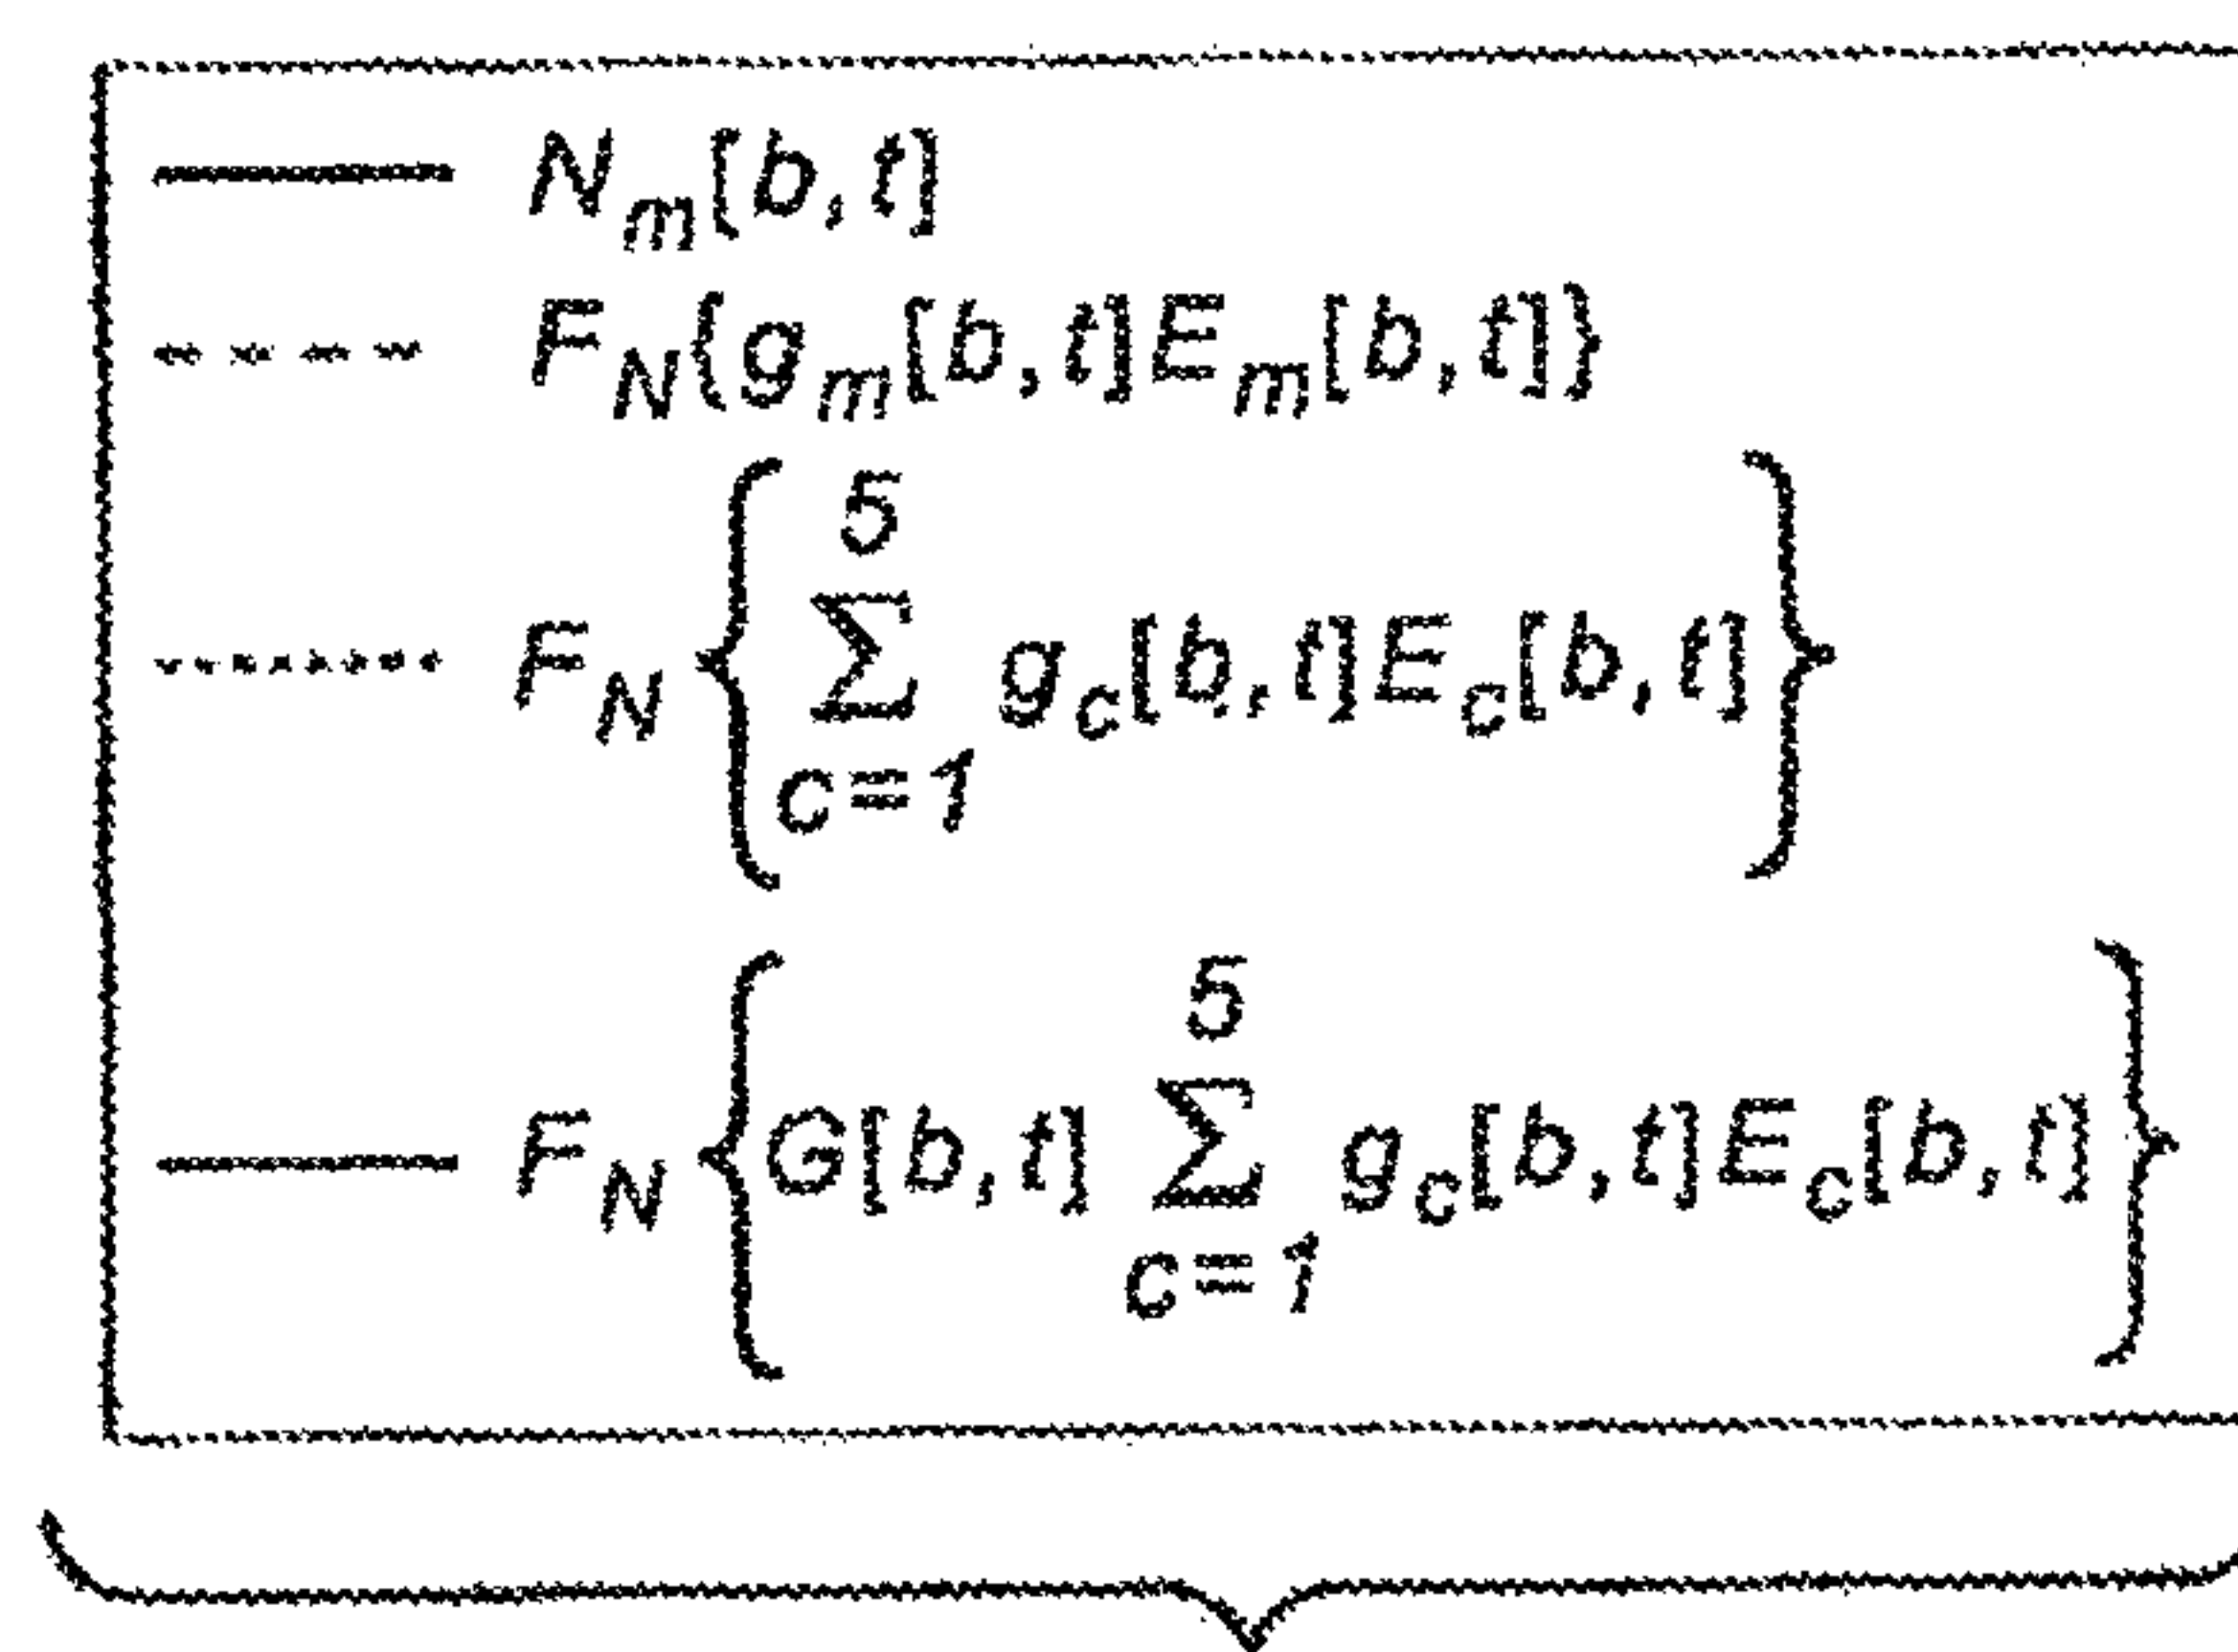 N_m[b,t]
F_N{g_m[b,t]E_m[b,t]}
F_N{∑_{c=1}^{5} g_c[b,t]E_c[b,t]}
F_N{G[b,t] ∑_{c=1}^{5} g_c[b,t]E_c[b,t]}